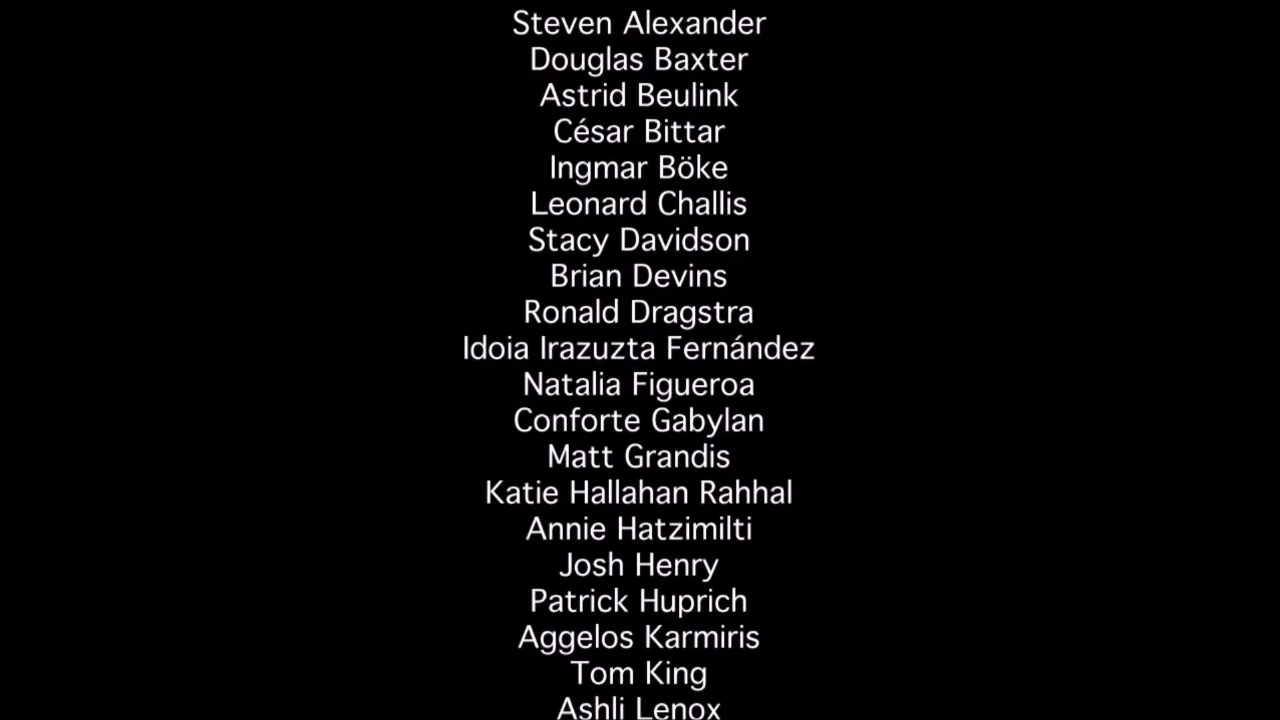 Steven Alexander
Douglas Baxter
Astrid Beulink
César Bittar
Ingmar Böke
Leonard Challis
Stacy Davidson
Brian Devins
Ronald Dragstra
Idoia Irazuzta Fernández
Natalia Figueroa
Conforte Gabylan
Matt Grandis
Katie Hallahan Rahhal
Annie Hatzimilti
Josh Henry
Patrick Huprich
Aggelos Karmiris
Tom King
Ashli Lenox